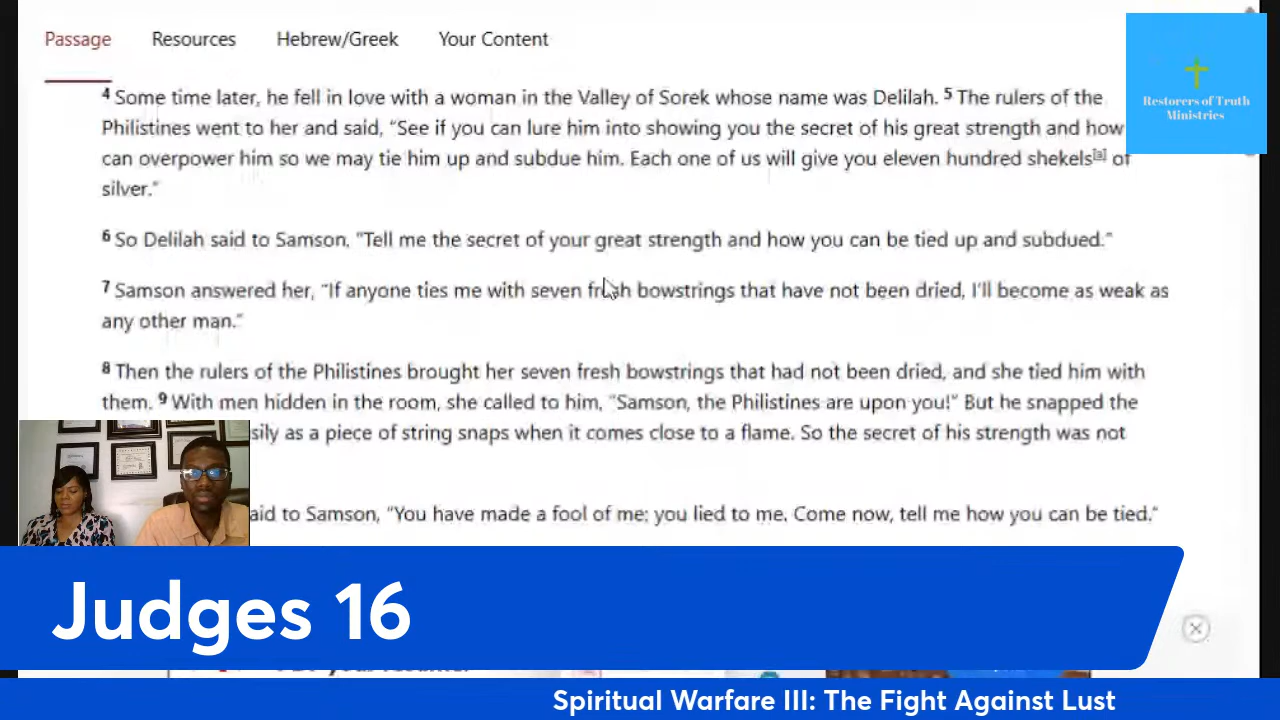 Passage Resources Hebrew/Greek Your Content
Restorers of Truth
Ministries
4 Some time later, he fell in love with a woman in the Valley of Sorek whose name was Delilah. 5 The rulers of the
Philistines went to her and said, “See if you can lure him into showing you the secret of his great strength and how
can overpower him so we may tie him up and subdue him. Each one of us will give you eleven hundred shekels[a] of
silver.”
6 So Delilah said to Samson, “Tell me the secret of your great strength and how you can be tied up and subdued.”
7 Samson answered her, “If anyone ties me with seven fresh bowstrings that have not been dried, I’ll become as weak as
any other man.”
8 Then the rulers of the Philistines brought her seven fresh bowstrings that had not been dried, and she tied him with
them. 9 With men hidden in the room, she called to him, “Samson, the Philistines are upon you!” But he snapped the
sily as a piece of string snaps when it comes close to a flame. So the secret of his strength was not
aid to Samson, “You have made a fool of me; you lied to me. Come now, tell me how you can be tied.”
Judges 16
Spiritual Warfare III: The Fight Against Lust